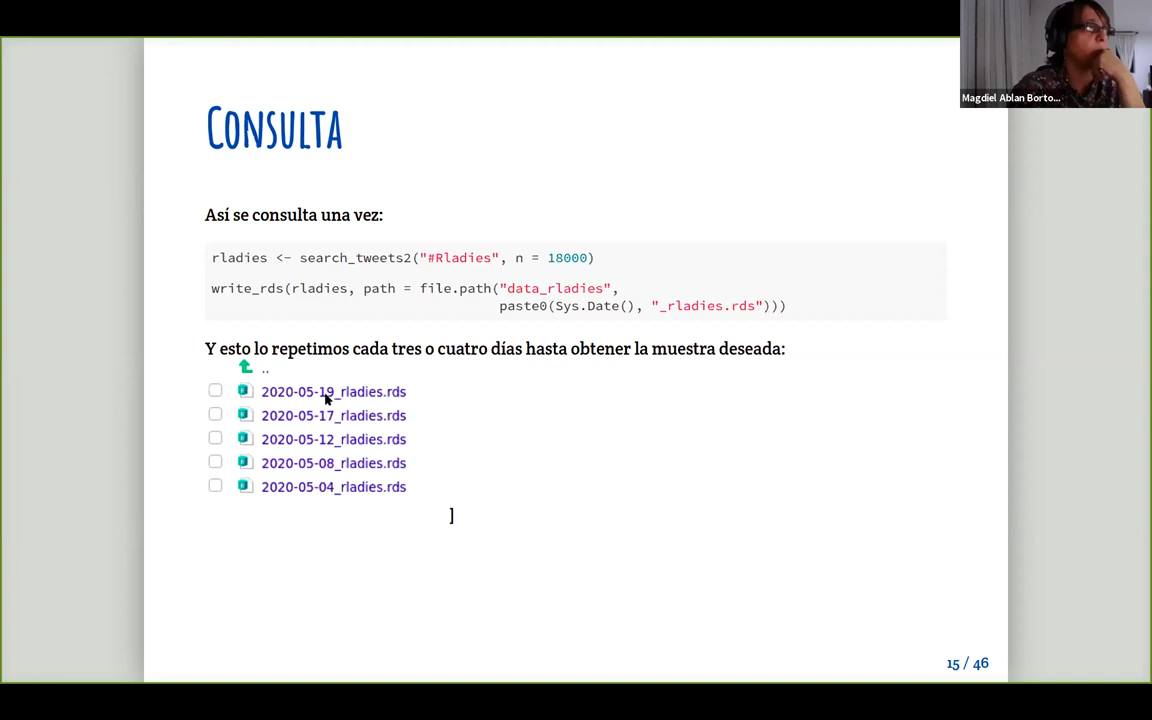 Magdiel Ablan Borto...
Consulta
Así se consulta una vez:
rladies <- search_tweets2("#Rladies", n = 18000)
write_rds(rladies, path = file.path("data_rladies",
paste0(Sys.Date(), "_rladies.rds")))
Y esto lo repetimos cada tres o cuatro días hasta obtener la muestra deseada:
..
2020-05-19_rladies.rds
2020-05-17_rladies.rds
2020-05-12_rladies.rds
2020-05-08_rladies.rds
2020-05-04_rladies.rds
]
15 / 46